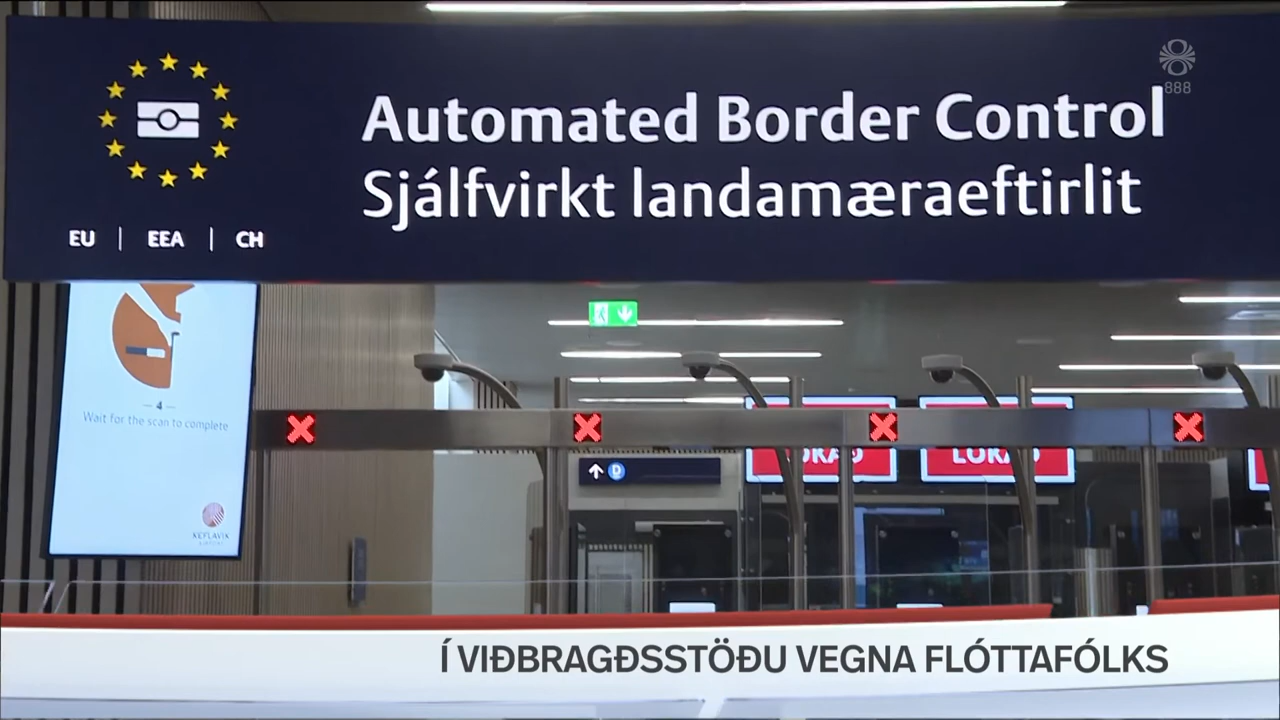 888
Automated Border Control
Sjálfvirkt landamæraeftirlit
EU | EEA | CH
4
Wait for the scan to complete
D
LOKAÐ
KEFLAVIK
Í VIÐBRAGÐSSTÖÐU VEGNA FLÓTTAFÓLKS